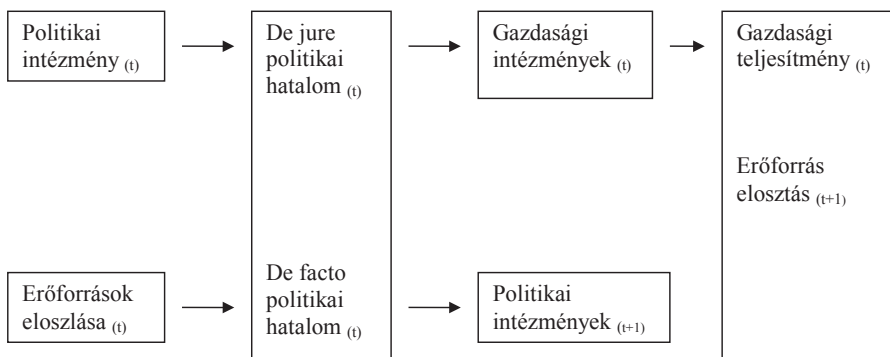 Politikai
intézmény (t)
De jure
politikai
hatalom (t)
Gazdasági
intézmények (t)
Gazdasági
teljesítmény (t)
Erőforrás
elosztás (t+1)
Erőforrások
eloszlása (t)
De facto
politikai
hatalom (t)
Politikai
intézmények (t+1)